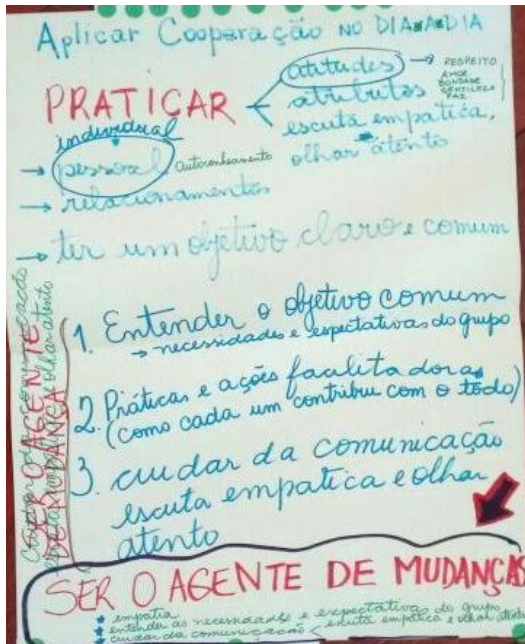 Aplicar Cooperação NO DIA A DIA
PRATICAR
atitudes → RESPEITO
AMOR
BONDADE
GENTILEZA
PAZ
atributos
escuta empatica,
olhar atento
individual
→ pessoal autoconhecimento
→ relacionamentos
→ ter um objetivo claro e comum
1. Entender o objetivo comum
→ necessidades e expectativas do grupo
2. Práticas e ações facilitadoras
(como cada um contribui com o todo)
3. cuidar da comunicação
escuta empatica e olhar
atento
O AGENTE
DE MUDANÇA
SER O AGENTE DE MUDANÇAS
★ empatia
★ entender as necessidades e expectativas do grupo
★ cuidar da comunicação < escuta empática e olhar atento